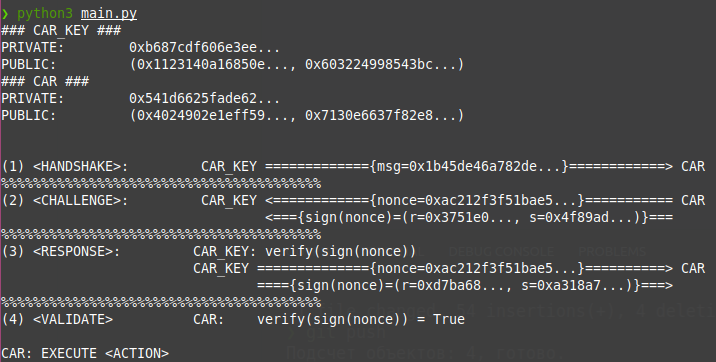 ❯ python3 main.py
### CAR_KEY ###
PRIVATE: 0xb687cdf606e3ee...
PUBLIC: (0x1123140a16850e..., 0x603224998543bc...)
### CAR ###
PRIVATE: 0x541d6625fade62...
PUBLIC: (0x4024902e1eff59..., 0x7130e6637f82e8...)
(1) <HANDSHAKE>: CAR_KEY =============={msg=0x1b45de46a782de...}============> CAR
%%%%%%%%%%%%%%%%%%%%%%%%%%%%%%%%%%%%%%%%
(2) <CHALLENGE>: CAR_KEY <============={nonce=0xac212f3f51bae5...}=========== CAR
<==={sign(nonce)=(r=0x3751e0..., s=0x4f89ad...)}===
%%%%%%%%%%%%%%%%%%%%%%%%%%%%%%%%%%%%%%%%
(3) <RESPONSE>: CAR_KEY: verify(sign(nonce))
CAR_KEY =============={nonce=0xac212f3f51bae5...}==========> CAR
===={sign(nonce)=(r=0xd7ba68..., s=0xa318a7...)}===>
%%%%%%%%%%%%%%%%%%%%%%%%%%%%%%%%%%%%%%%%
(4) <VALIDATE> CAR: verify(sign(nonce)) = True
CAR: EXECUTE <ACTION>